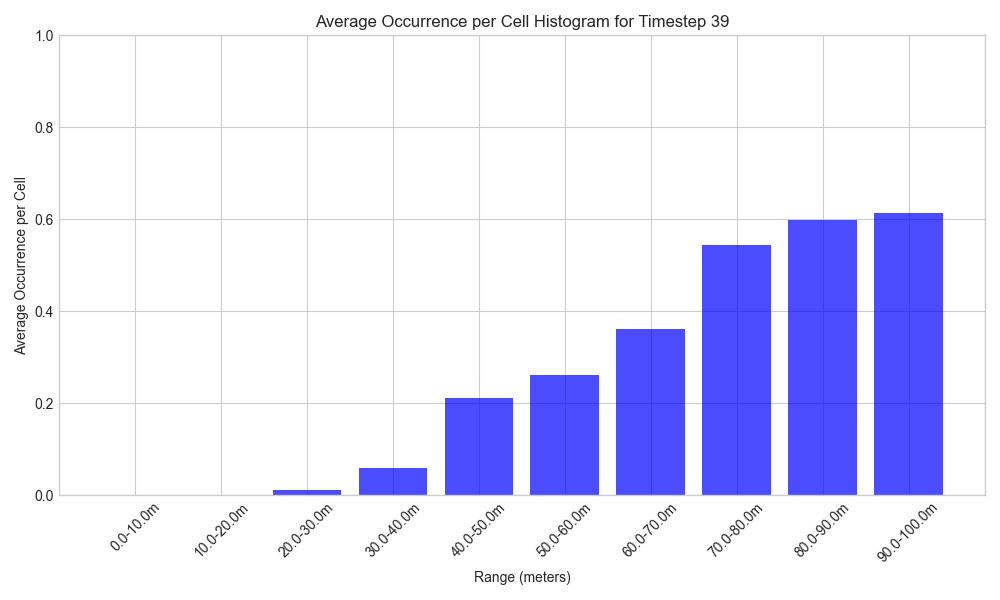 Average Occurrence per Cell Histogram for Timestep 39
Average Occurrence per Cell
1.0
0.8
0.6
0.4
0.2
0.0
0.0-10.0m
10.0-20.0m
20.0-30.0m
30.0-40.0m
40.0-50.0m
50.0-60.0m
60.0-70.0m
70.0-80.0m
80.0-90.0m
90.0-100.0m
Range (meters)